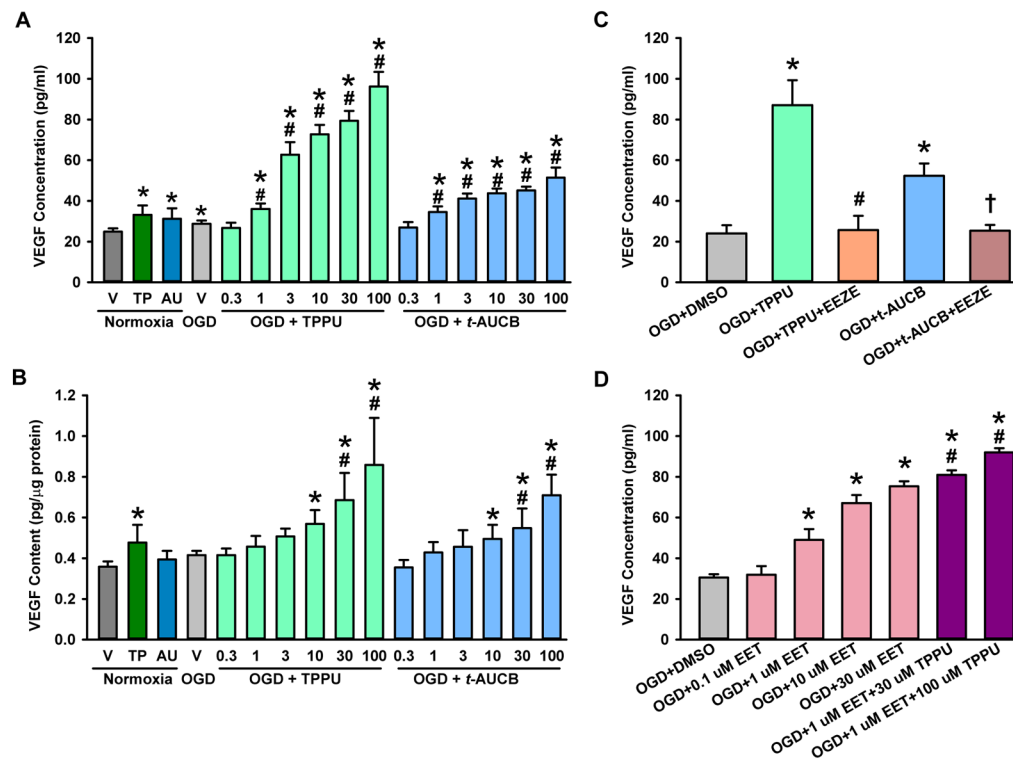 A
VEGF Concentration (pg/ml)
120
100
80
60
40
20
0
* * * * *# *# *# *# *# *# *# *# *# *#
V TP AU V 0.3 1 3 10 30 100 0.3 1 3 10 30 100
Normoxia OGD OGD + TPPU OGD + t-AUCB
B
VEGF Content (pg/µg protein)
1.2
1.0
0.8
0.6
0.4
0.2
0.0
* * *# *# * *# *#
V TP AU V 0.3 1 3 10 30 100 0.3 1 3 10 30 100
Normoxia OGD OGD + TPPU OGD + t-AUCB
C
VEGF Concentration (pg/ml)
120
100
80
60
40
20
0
* # * †
OGD+DMSO
OGD+TPPU
OGD+TPPU+EEZE
OGD+t-AUCB
OGD+t-AUCB+EEZE
D
VEGF Concentration (pg/ml)
120
100
80
60
40
20
0
* * * *# *#
OGD+DMSO
OGD+0.1 uM EET
OGD+1 uM EET
OGD+10 uM EET
OGD+30 uM EET
OGD+1 uM EET+30 uM TPPU
OGD+1 uM EET+100 uM TPPU